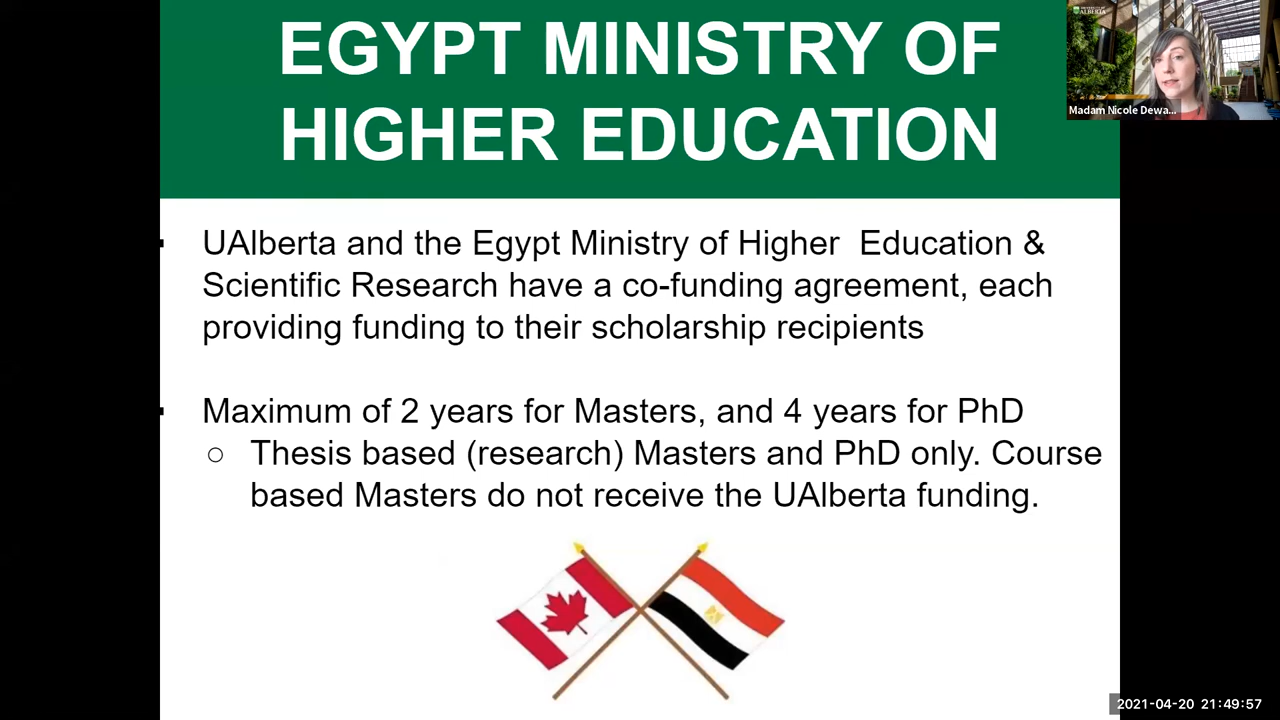 EGYPT MINISTRY OF
HIGHER EDUCATION
UNIVERSITY OF
ALBERTA
Madam Nicole Dewa...
UAlberta and the Egypt Ministry of Higher  Education &
Scientific Research have a co-funding agreement, each
providing funding to their scholarship recipients
Maximum of 2 years for Masters, and 4 years for PhD
○ Thesis based (research) Masters and PhD only. Course
based Masters do not receive the UAlberta funding.
2021-04-20 21:49:57